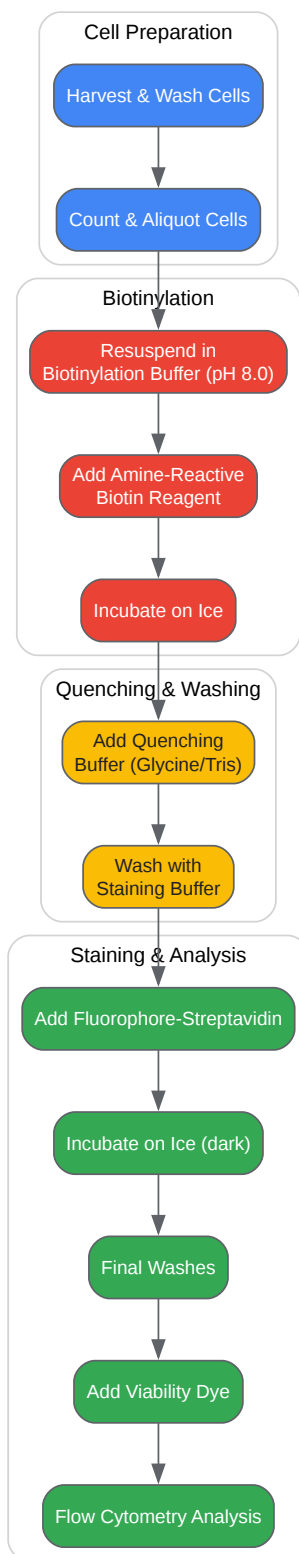 Cell Preparation
Harvest & Wash Cells
Count & Aliquot Cells
Biotinylation
Resuspend in
Biotinylation Buffer (pH 8.0)
Add Amine-Reactive
Biotin Reagent
Incubate on Ice
Quenching & Washing
Add Quenching
Buffer (Glycine/Tris)
Wash with
Staining Buffer
Staining & Analysis
Add Fluorophore-Streptavidin
Incubate on Ice (dark)
Final Washes
Add Viability Dye
Flow Cytometry Analysis